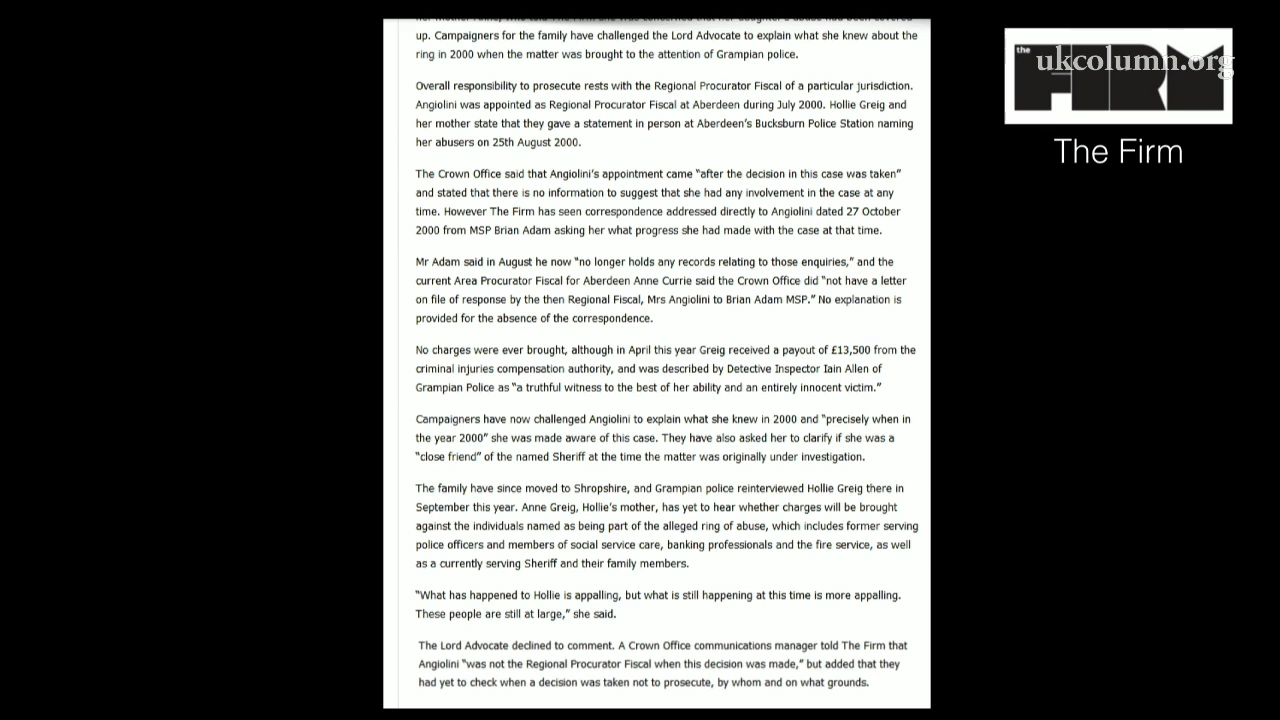 up. Campaigners for the family have challenged the Lord Advocate to explain what she knew about the
ring in 2000 when the matter was brought to the attention of Grampian police.
Overall responsibility to prosecute rests with the Regional Procurator Fiscal of a particular jurisdiction.
Angiolini was appointed as Regional Procurator Fiscal at Aberdeen during July 2000. Hollie Greig and
her mother state that they gave a statement in person at Aberdeen's Bucksburn Police Station naming
her abusers on 25th August 2000.
The Crown Office said that Angiolini's appointment came "after the decision in this case was taken"
and stated that there is no information to suggest that she had any involvement in the case at any
time. However The Firm has seen correspondence addressed directly to Angiolini dated 27 October
2000 from MSP Brian Adam asking her what progress she had made with the case at that time.
Mr Adam said in August he now "no longer holds any records relating to those enquiries," and the
current Area Procurator Fiscal for Aberdeen Anne Currie said the Crown Office did "not have a letter
on file of response by the then Regional Fiscal, Mrs Angiolini to Brian Adam MSP." No explanation is
provided for the absence of the correspondence.
No charges were ever brought, although in April this year Greig received a payout of £13,500 from the
criminal injuries compensation authority, and was described by Detective Inspector Iain Allen of
Grampian Police as "a truthful witness to the best of her ability and an entirely innocent victim."
Campaigners have now challenged Angiolini to explain what she knew in 2000 and "precisely when in
the year 2000" she was made aware of this case. They have also asked her to clarify if she was a
"close friend" of the named Sheriff at the time the matter was originally under investigation.
The family have since moved to Shropshire, and Grampian police reinterviewed Hollie Greig there in
September this year. Anne Greig, Hollie's mother, has yet to hear whether charges will be brought
against the individuals named as being part of the alleged ring of abuse, which includes former serving
police officers and members of social service care, banking professionals and the fire service, as well
as a currently serving Sheriff and their family members.
"What has happened to Hollie is appalling, but what is still happening at this time is more appalling.
These people are still at large," she said.
The Lord Advocate declined to comment. A Crown Office communications manager told The Firm that
Angiolini "was not the Regional Procurator Fiscal when this decision was made," but added that they
had yet to check when a decision was taken not to prosecute, by whom and on what grounds.
the
FIRM
ukcolumn.org
The Firm